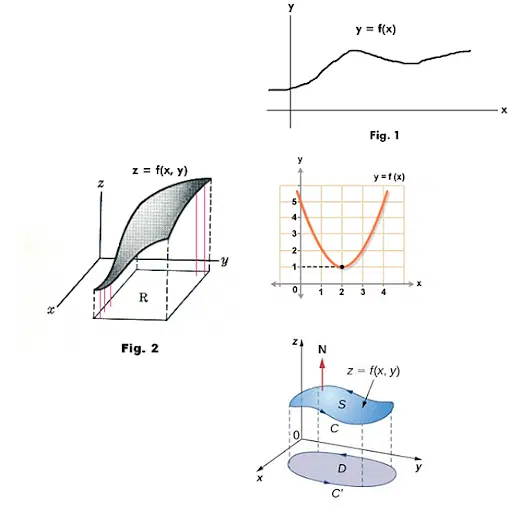 y
y = f(x)
x
Fig. 1
z = f(x, y)
z
y
x
R
Fig. 2
y
y = f (x)
5
4
3
2
1
0 1 2 3 4
x
z
N
z = f(x, y)
S
C
0
D
y
x
C'